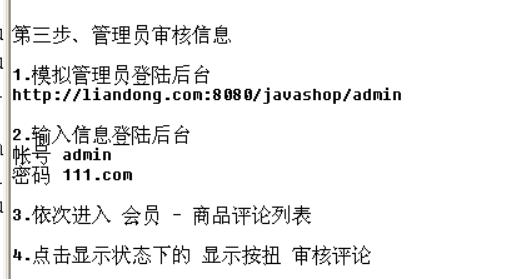 第三步、管理员审核信息
1.模拟管理员登陆后台
http://liandong.com:8080/javashop/admin
2.输入信息登陆后台
帐号 admin
密码 111.com
3.依次进入 会员 - 商品评论列表
4.点击显示状态下的 显示按扭 审核评论